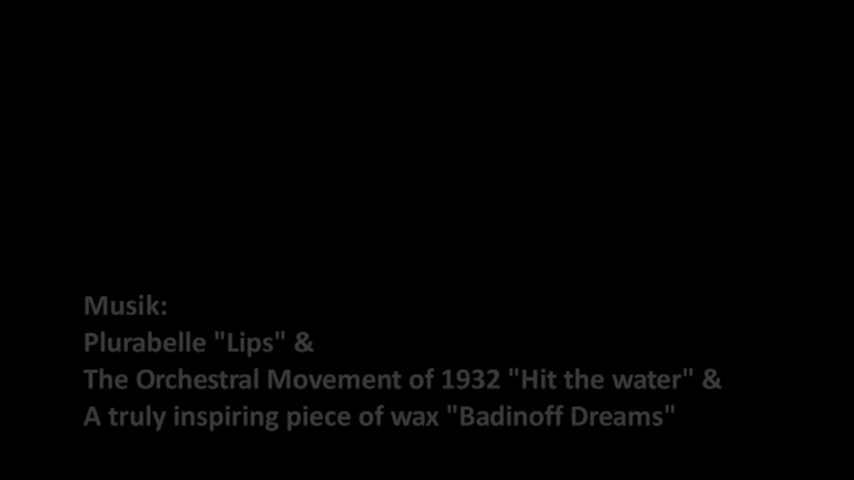 Musik:
Plurabelle "Lips" &
The Orchestral Movement of 1932 "Hit the water" &
A truly inspiring piece of wax "Badinoff Dreams"